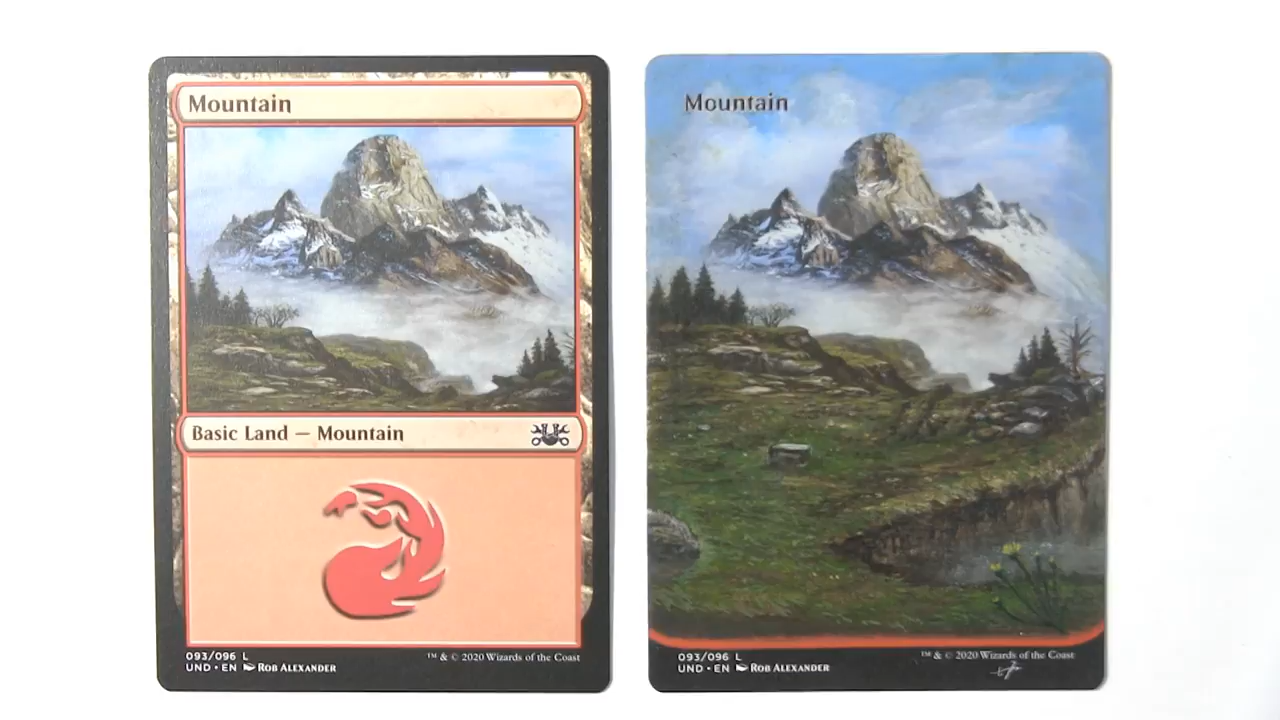 Mountain
Basic Land — Mountain
093/096 L
UND • EN Rob Alexander
™ & © 2020 Wizards of the Coast
Mountain
093/096 L
UND • EN Rob Alexander
™ & © 2020 Wizards of the Coast